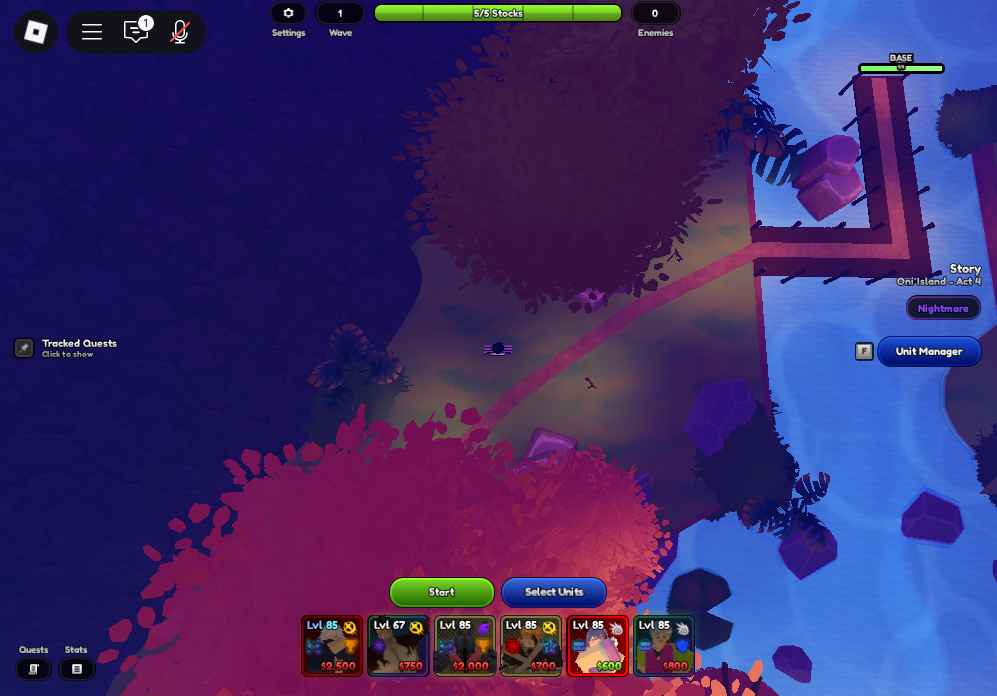 1
Settings
1
Wave
5/5 Stocks
0
Enemies
BASE
Story
Oni Island - Act 4
Nightmare
F
Unit Manager
Tracked Quests
Click to show
Start
Select Units
Lvl 85
$2,500
Lvl 67
$750
Lvl 85
$2,000
Lvl 85
$700
Lvl 85
$600
Lvl 85
$800
Quests
Stats